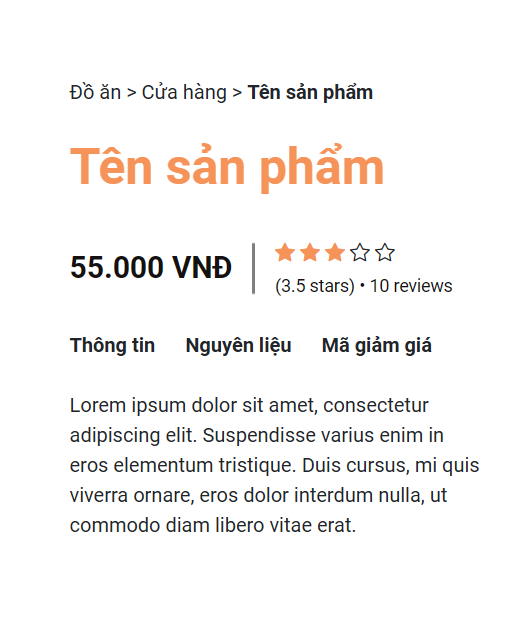 Đồ ăn > Cửa hàng > Tên sản phẩm
Tên sản phẩm
55.000 VNĐ
(3.5 stars) • 10 reviews
Thông tin Nguyên liệu Mã giảm giá
Lorem ipsum dolor sit amet, consectetur
adipiscing elit. Suspendisse varius enim in
eros elementum tristique. Duis cursus, mi quis
viverra ornare, eros dolor interdum nulla, ut
commodo diam libero vitae erat.